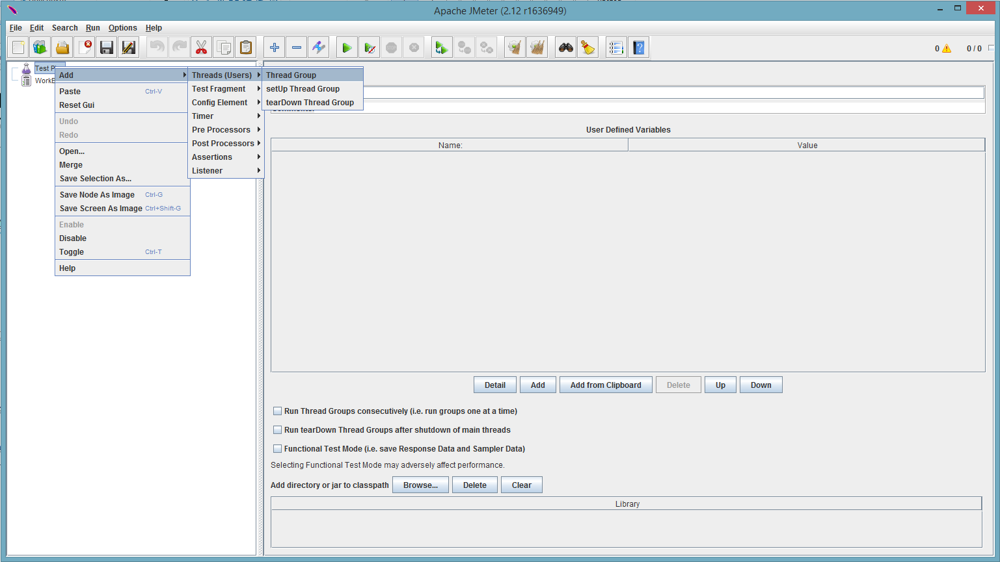 Apache JMeter (2.12 r1636949)
File Edit Search Run Options Help
0 0 / 0
Test
WorkB
Add
Paste Ctrl-V
Reset Gui
Undo
Redo
Open...
Merge
Save Selection As...
Save Node As Image Ctrl-G
Save Screen As Image Ctrl+Shift-G
Enable
Disable
Toggle Ctrl-T
Help
Threads (Users)
Test Fragment
Config Element
Timer
Pre Processors
Post Processors
Assertions
Listener
Thread Group
setUp Thread Group
tearDown Thread Group
User Defined Variables
Name: Value
Detail Add Add from Clipboard Delete Up Down
Run Thread Groups consecutively (i.e. run groups one at a time)
Run tearDown Thread Groups after shutdown of main threads
Functional Test Mode (i.e. save Response Data and Sampler Data)
Selecting Functional Test Mode may adversely affect performance.
Add directory or jar to classpath Browse... Delete Clear
Library